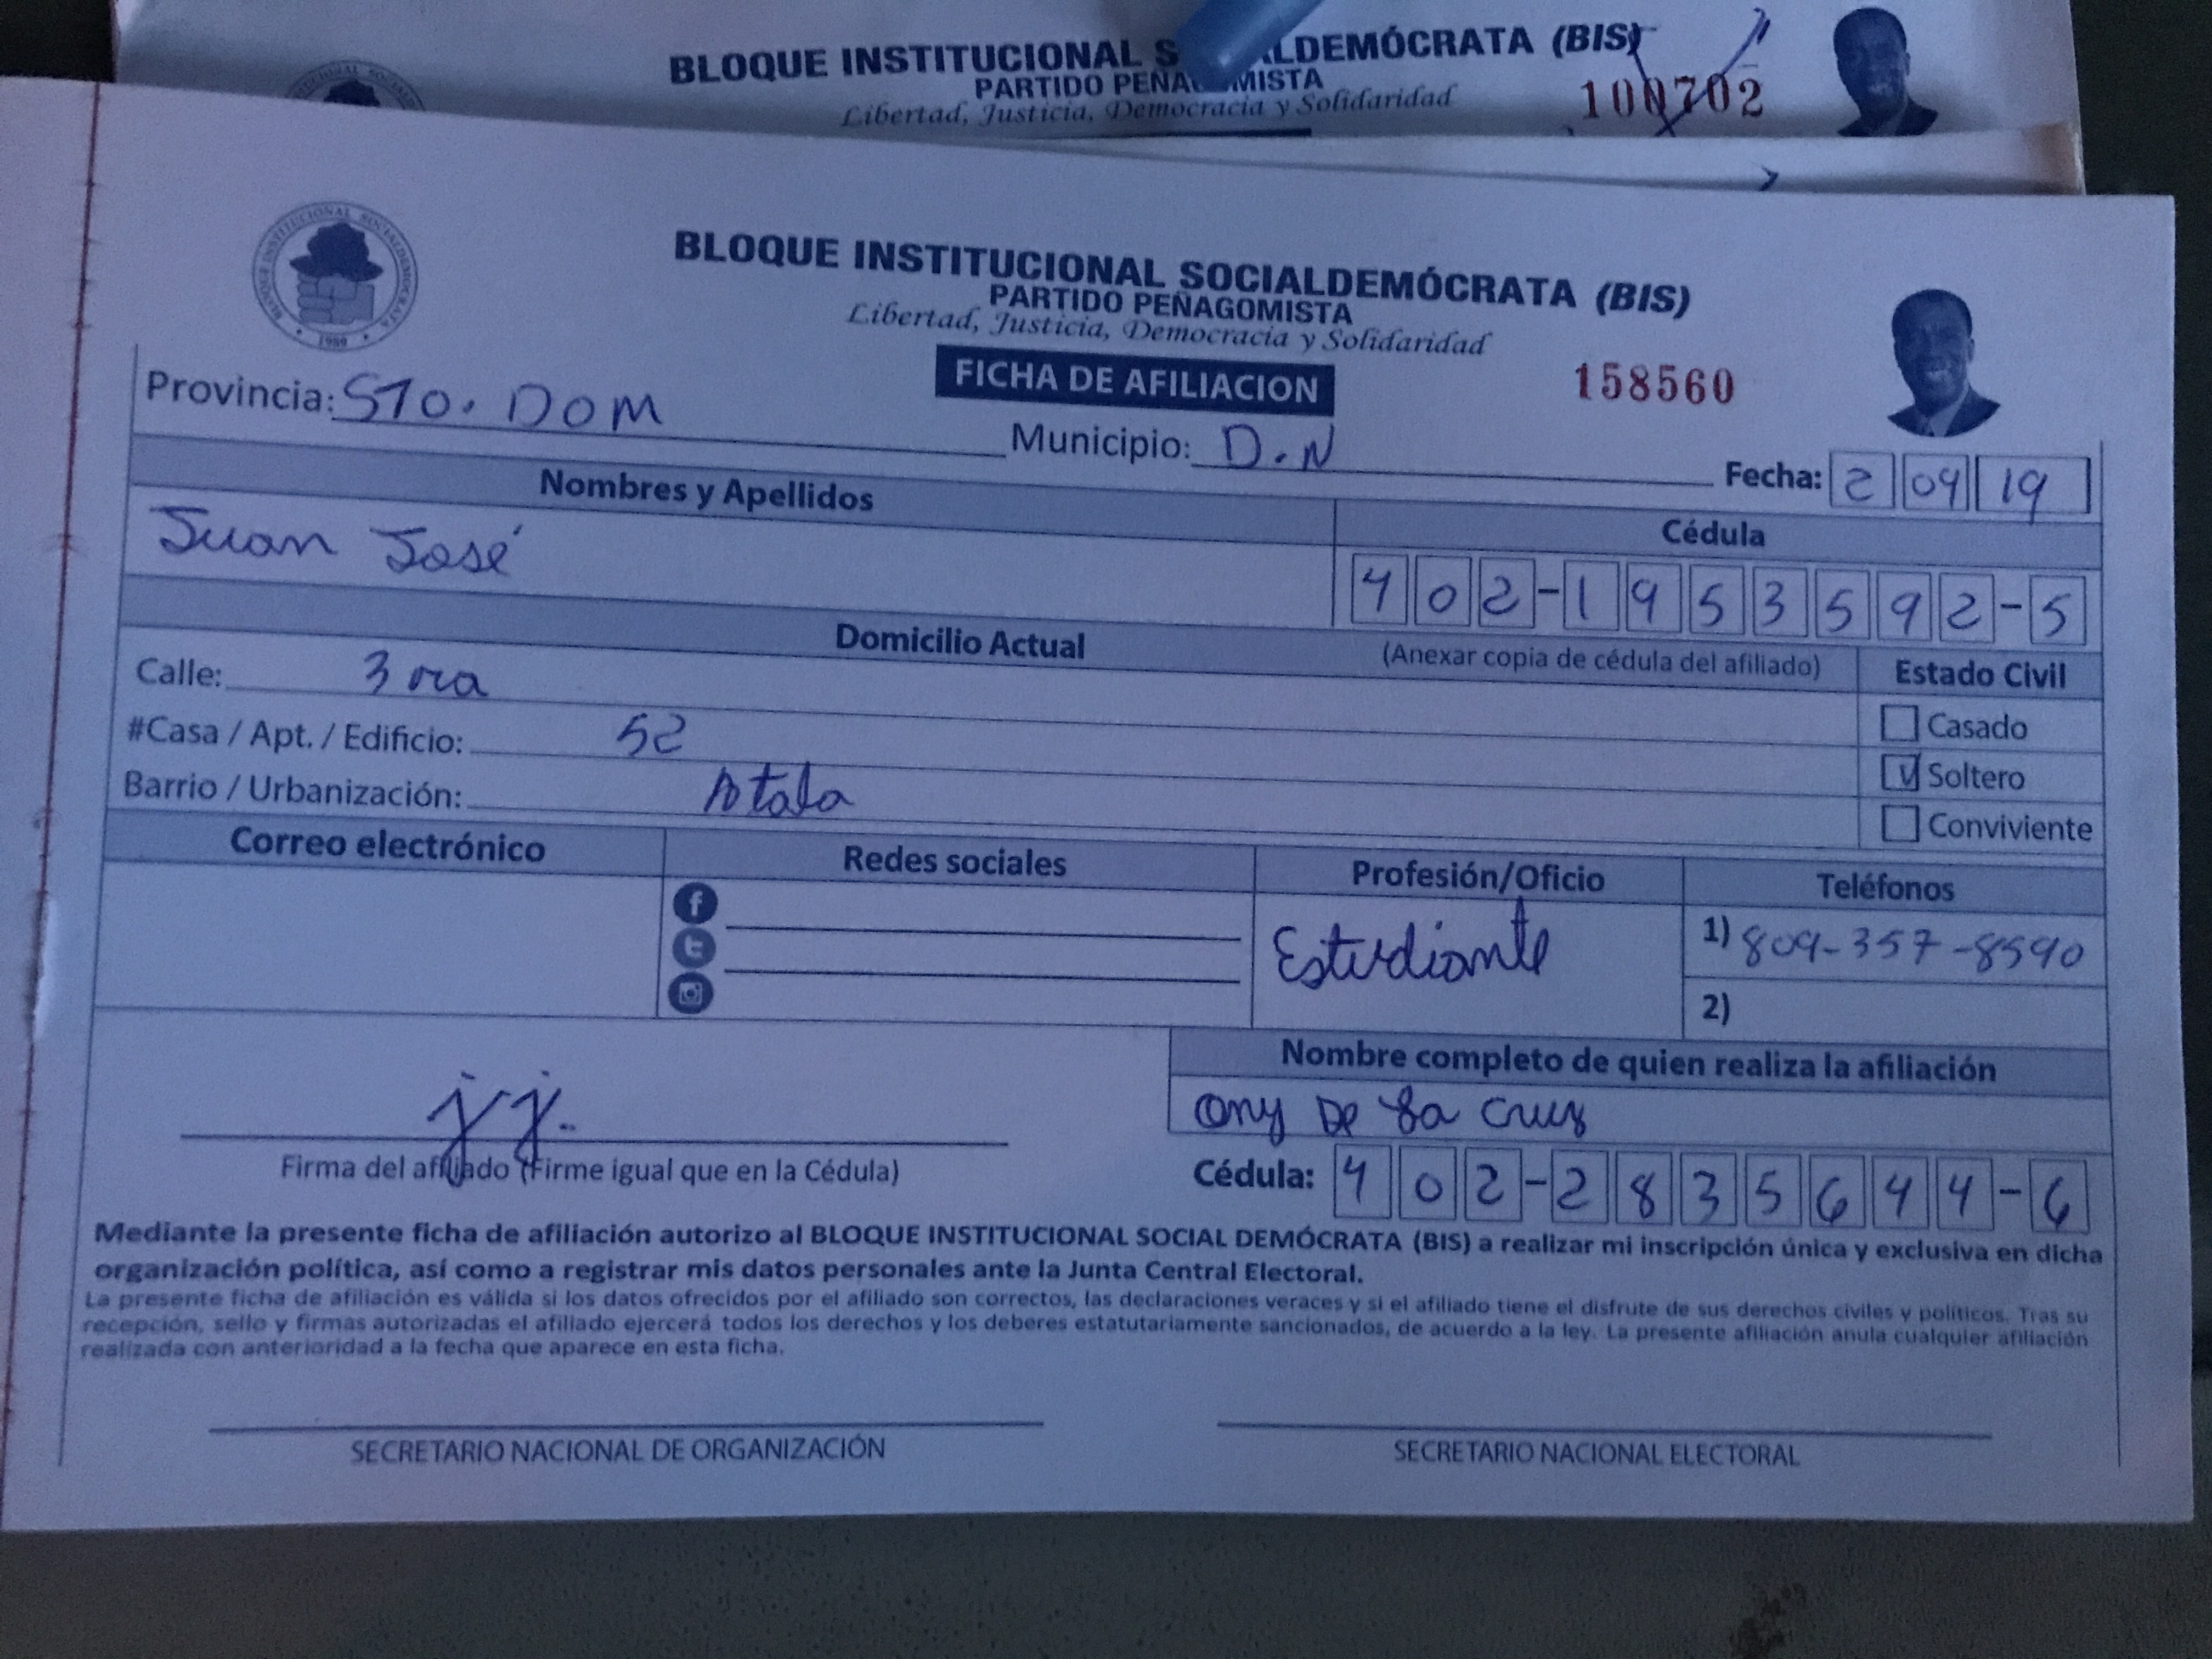 BLOQUE INSTITUCIONAL S LDEMÓCRATA (BIS)
PARTIDO PEÑAG MISTA
Libertad, Justicia, Democracia y Solidaridad
100702
BLOQUE INSTITUCIONAL SOCIALDEMOCRATA
1989
BLOQUE INSTITUCIONAL SOCIALDEMÓCRATA (BIS)
PARTIDO PEÑAGOMISTA
Libertad, Justicia, Democracia y Solidaridad
FICHA DE AFILIACION
158560
Provincia: STO. DOM Municipio: D.N Fecha: 2 04 19
Nombres y Apellidos Cédula
Juan José 402-1953592-5
Domicilio Actual (Anexar copia de cédula del afiliado) Estado Civil
Calle: 3 ra
Casado
#Casa / Apt. / Edificio: 52
Soltero
Barrio / Urbanización: Atala
Conviviente
Correo electrónico Redes sociales Profesión/Oficio Teléfonos
Estudiante
1) 809-357-8590
2)
Nombre completo de quien realiza la afiliación
Ony De La Cruz
j j.
Firma del afiliado (Firme igual que en la Cédula)
Cédula: 402-2835644-6
Mediante la presente ficha de afiliación autorizo al BLOQUE INSTITUCIONAL SOCIAL DEMÓCRATA (BIS) a realizar mi inscripción única y exclusiva en dicha
organización política, así como a registrar mis datos personales ante la Junta Central Electoral.
La presente ficha de afiliación es válida si los datos ofrecidos por el afiliado son correctos, las declaraciones veraces y si el afiliado tiene el disfrute de sus derechos civiles y políticos. Tras su
recepción, sello y firmas autorizadas el afiliado ejercerá todos los derechos y los deberes estatutariamente sancionados, de acuerdo a la ley. La presente afiliación anula cualquier afiliación
realizada con anterioridad a la fecha que aparece en esta ficha.
SECRETARIO NACIONAL DE ORGANIZACIÓN SECRETARIO NACIONAL ELECTORAL